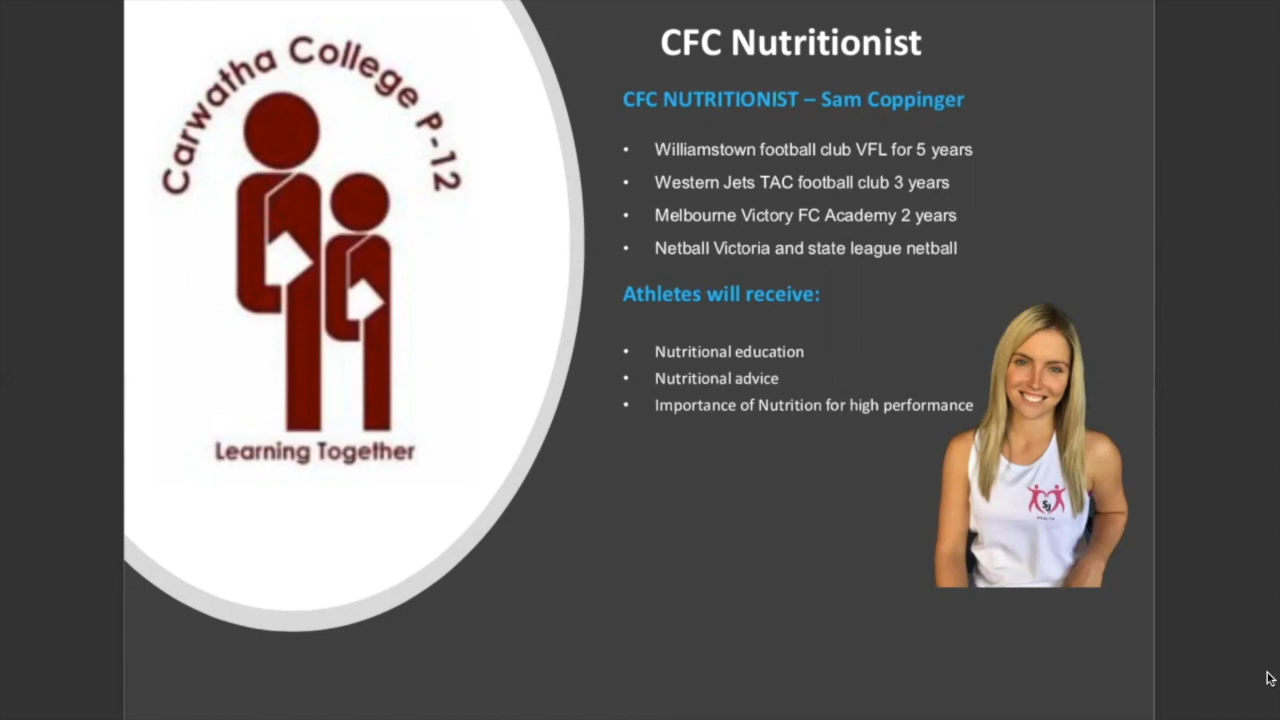 Carwatha College P-12
Learning Together
CFC Nutritionist
CFC NUTRITIONIST – Sam Coppinger
• Williamstown football club VFL for 5 years
• Western Jets TAC football club 3 years
• Melbourne Victory FC Academy 2 years
• Netball Victoria and state league netball
Athletes will receive:
• Nutritional education
• Nutritional advice
• Importance of Nutrition for high performance
SJ
HEALTH